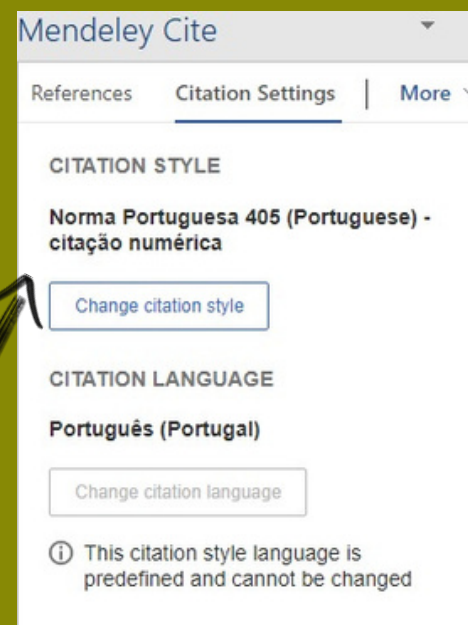 Mendeley Cite
References Citation Settings | More
CITATION STYLE
Norma Portuguesa 405 (Portuguese) -
citação numérica
Change citation style
CITATION LANGUAGE
Português (Portugal)
Change citation language
This citation style language is
predefined and cannot be changed